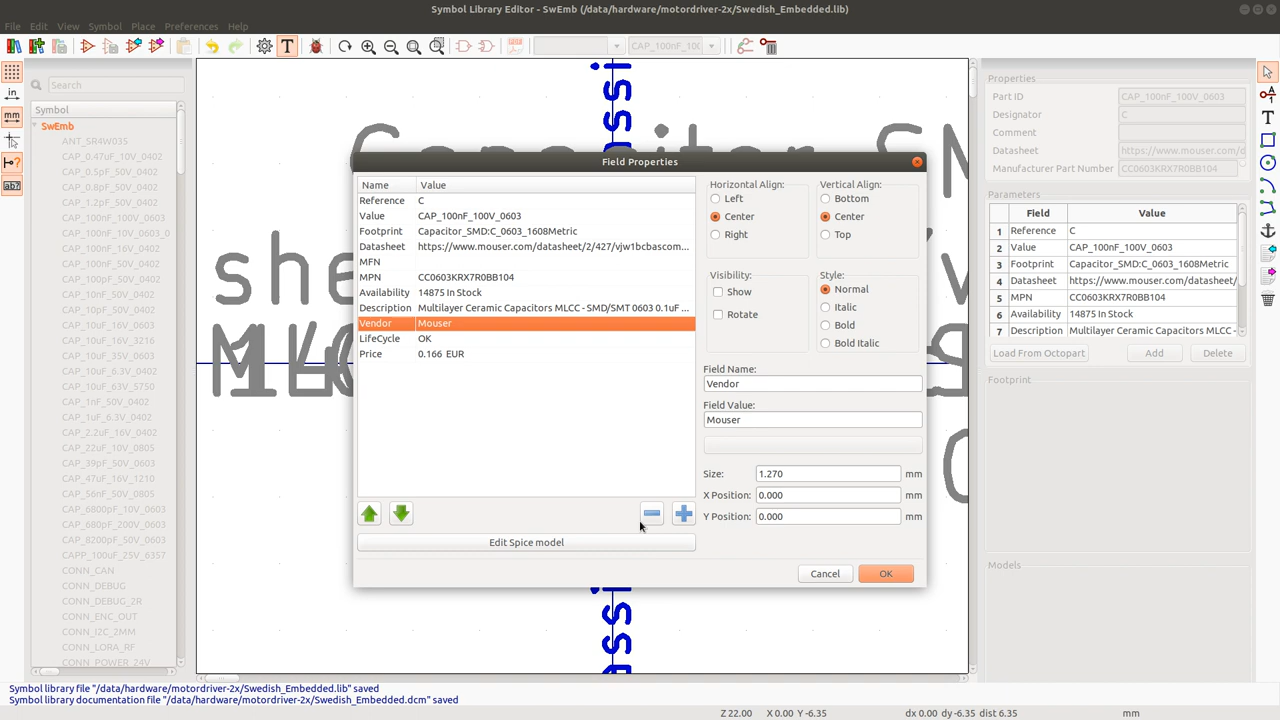 Symbol Library Editor - SwEmb (/data/hardware/motordriver-2x/Swedish_Embedded.lib)
File Edit View Symbol Place Preferences Help
CAP_100nF_10(
Search
Symbol
SwEmb
ANT_SR4W035
CAP_0.47uF_10V_0402
CAP_0.5pF_50V_0402
CAP_0.8pF_50V_0402
CAP_1.2pF_50V_0402
CAP_100nF_100V_0603
CAP_100nF_100V_0603_0
CAP_100nF_16V_0402
CAP_100nF_50V_0402
CAP_10uF_10V_0402
CAP_10uF_16V_3216
CAP_10uF_35V_0603
CAP_10uF_6.3V_0402
CAP_10uF_63V_5750
CAP_1nF_50V_0402
CAP_1uF_6.3V_0402
CAP_2.2uF_16V_0402
CAP_22uF_10V_0805
CAP_39pF_50V_0603
CAP_47uF_16V_1210
CAP_56nF_50V_0805
CAP_6800pF_10V_0603
CAP_680pF_200V_0603
CAP_8200pF_50V_0603
CAPP_100uF_25V_6357
CONN_CAN
CONN_DEBUG
CONN_DEBUG_2R
CONN_ENC_OUT
CONN_I2C_2MM
CONN_LORA_RF
CONN_POWER_24V
in
mm
ab?
Field Properties
Name Value
Reference C
Value CAP_100nF_100V_0603
Footprint Capacitor_SMD:C_0603_1608Metric
Datasheet https://www.mouser.com/datasheet/2/427/vjw1bcbascom...
MFN
MPN CC0603KRX7R0BB104
Availability 14875 In Stock
Description Multilayer Ceramic Capacitors MLCC - SMD/SMT 0603 0.1uF ...
Vendor Mouser
LifeCycle OK
Price 0.166 EUR
Edit Spice model
Horizontal Align:
Left
Center
Right
Vertical Align:
Bottom
Center
Top
Visibility:
Show
Rotate
Style:
Normal
Italic
Bold
Bold Italic
Field Name:
Vendor
Field Value:
Mouser
Size: 1.270 mm
X Position: 0.000 mm
Y Position: 0.000 mm
Cancel OK
Properties
Part ID CAP_100nF_100V_0603
Designator C
Comment
Datasheet https://www.mouser.com/d
Manufacturer Part Number CC0603KRX7R0BB104
Parameters
Field Value
1 Reference C
2 Value CAP_100nF_100V_0603
3 Footprint Capacitor_SMD:C_0603_1608Metric
4 Datasheet https://www.mouser.com/datasheet/
5 MPN CC0603KRX7R0BB104
6 Availability 14875 In Stock
7 Description Multilayer Ceramic Capacitors MLCC -
Load From Octopart Add Delete
Footprint
Models
Symbol library file "/data/hardware/motordriver-2x/Swedish_Embedded.lib" saved
Symbol library documentation file "/data/hardware/motordriver-2x/Swedish_Embedded.dcm" saved
Z 22.00 X 0.00 Y -6.35 dx 0.00 dy -6.35 dist 6.35 mm